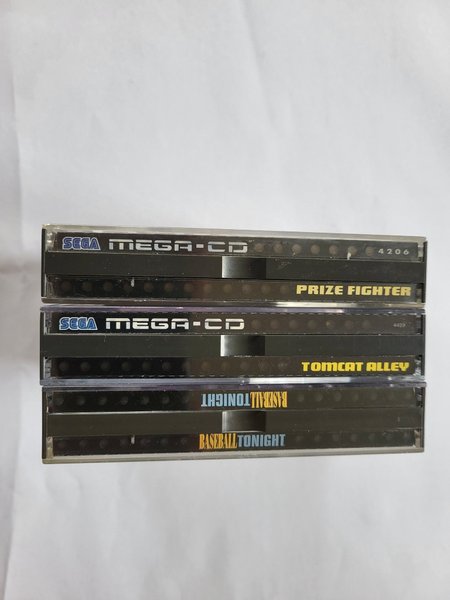 SEGA MEGA-CD 4206
PRIZE FIGHTER
SEGA MEGA-CD
TOMCAT ALLEY
BASEBALL TONIGHT
BASEBALL TONIGHT